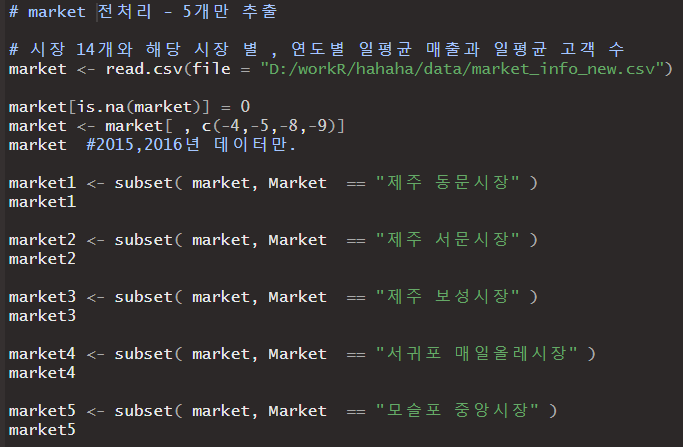 # market 전처리 - 5개만 추출
# 시장 14개와 해당 시장 별 , 연도별 일평균 매출과 일평균 고객 수
market <- read.csv(file = "D:/workR/hahaha/data/market_info_new.csv")
market[is.na(market)] = 0
market <- market[ , c(-4,-5,-8,-9)]
market  #2015,2016년 데이터만.
market1 <- subset( market, Market  == "제주 동문시장" )
market1
market2 <- subset( market, Market  == "제주 서문시장" )
market2
market3 <- subset( market, Market  == "제주 보성시장" )
market3
market4 <- subset( market, Market  == "서귀포 매일올레시장" )
market4
market5 <- subset( market, Market  == "모슬포 중앙시장" )
market5